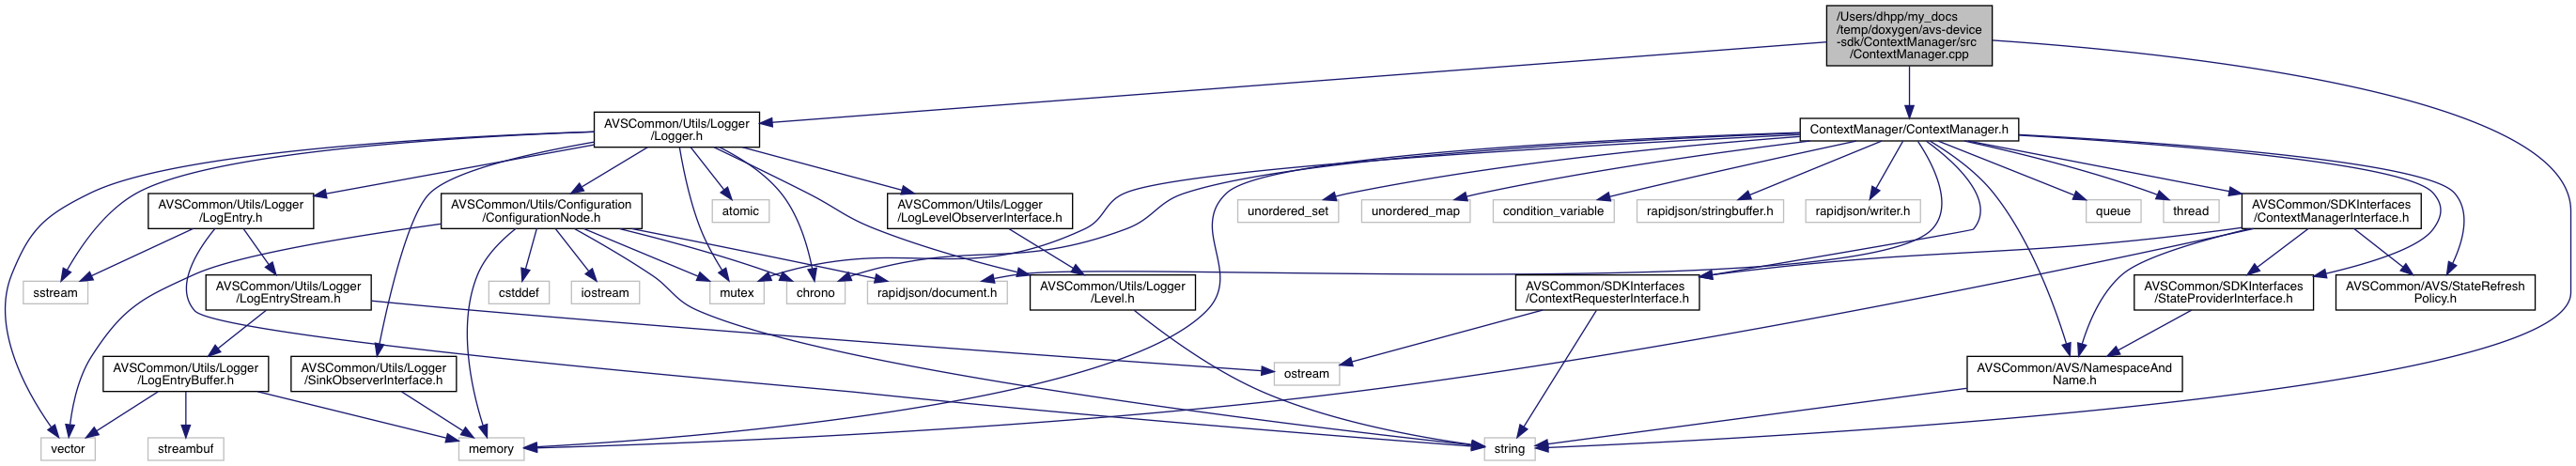 /Users/dhpp/my_docs
/temp/doxygen/avs-device
-sdk/ContextManager/src
/ContextManager.cpp
AVSCommon/Utils/Logger
/Logger.h
ContextManager/ContextManager.h
AVSCommon/Utils/Logger
/LogEntry.h
AVSCommon/Utils/Configuration
/ConfigurationNode.h
atomic
AVSCommon/Utils/Logger
/LogLevelObserverInterface.h
unordered_set
unordered_map
condition_variable
rapidjson/stringbuffer.h
rapidjson/writer.h
queue
thread
AVSCommon/SDKInterfaces
/ContextManagerInterface.h
sstream
AVSCommon/Utils/Logger
/LogEntryStream.h
cstddef
iostream
mutex
chrono
rapidjson/document.h
AVSCommon/Utils/Logger
/Level.h
AVSCommon/SDKInterfaces
/ContextRequesterInterface.h
AVSCommon/SDKInterfaces
/StateProviderInterface.h
AVSCommon/AVS/StateRefresh
Policy.h
AVSCommon/Utils/Logger
/LogEntryBuffer.h
AVSCommon/Utils/Logger
/SinkObserverInterface.h
ostream
AVSCommon/AVS/NamespaceAnd
Name.h
vector
streambuf
memory
string